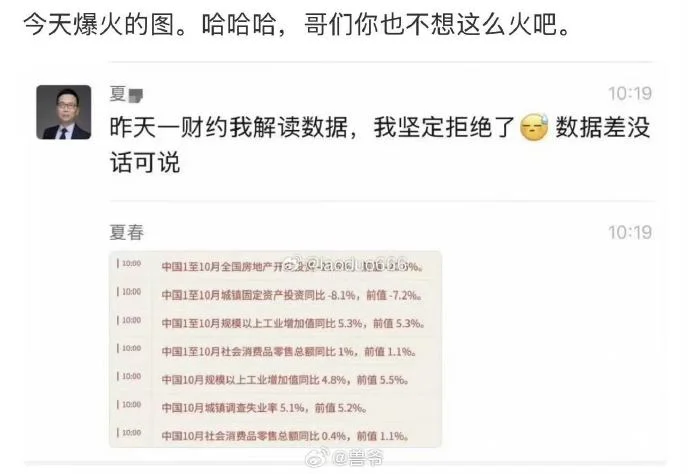 今天爆火的图。哈哈哈，哥们你也不想这么火吧。
夏
10:19
昨天一财约我解读数据，我坚定拒绝了😓数据差没
话可说
夏春
10:19
10:00 中国1至10月全国房地产开
@laoduo666
10:00 中国1至10月城镇固定资产投资同比 -8.1%，前值 -7.2%。
10:00 中国1至10月规模以上工业增加值同比 5.3%，前值 5.3%。
10:00 中国1至10月社会消费品零售总额同比 1%，前值 1.1%。
10:00 中国10月规模以上工业增加值同比 4.8%，前值 5.5%。
10:00 中国10月城镇调查失业率 5.1%，前值 5.2%。
10:00 中国10月社会消费品零售总额同比 0.4%，前值 1.1%。
@兽爷